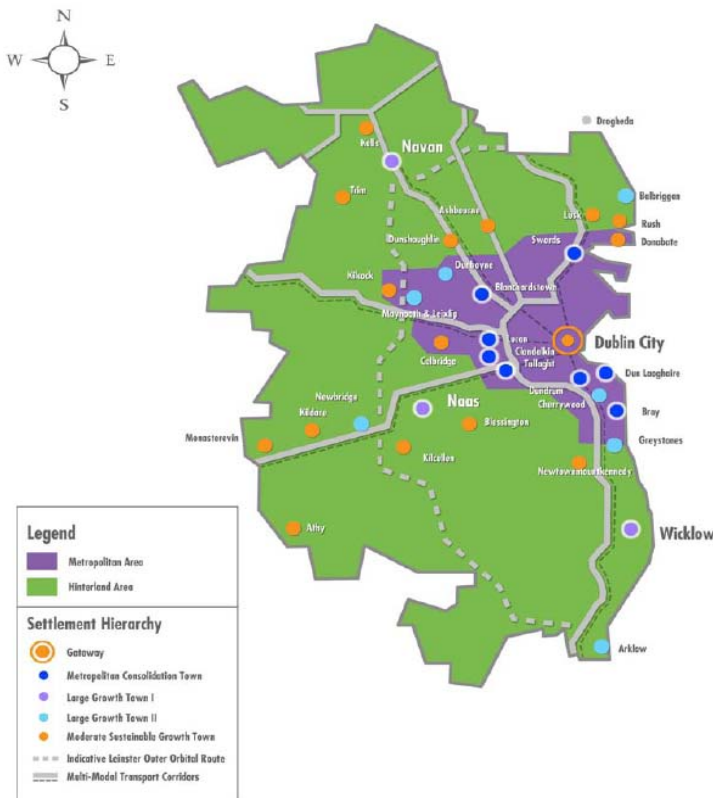 N
W
E
S
Drogheda
Kells
Navan
Trim
Ashbourne
Balbriggan
Lusk
Rush
Donabate
Swords
Dunshaughlin
Dunboyne
Kilcock
Blanchardstown
Maynooth & Leixlip
Lucan
Dublin City
Clondalkin
Tallaght
Celbridge
Dun Laoghaire
Dundrum
Cherrywood
Newbridge
Naas
Bray
Kildare
Blessington
Monasterevin
Greystones
Kilcullen
Newtownmountkennedy
Athy
Wicklow
Arklow
Legend
Metropolitan Area
Hinterland Area
Settlement Hierarchy
Gateway
Metropolitan Consolidation Town
Large Growth Town I
Large Growth Town II
Moderate Sustainable Growth Town
Indicative Leinster Outer Orbital Route
Multi-Modal Transport Corridors